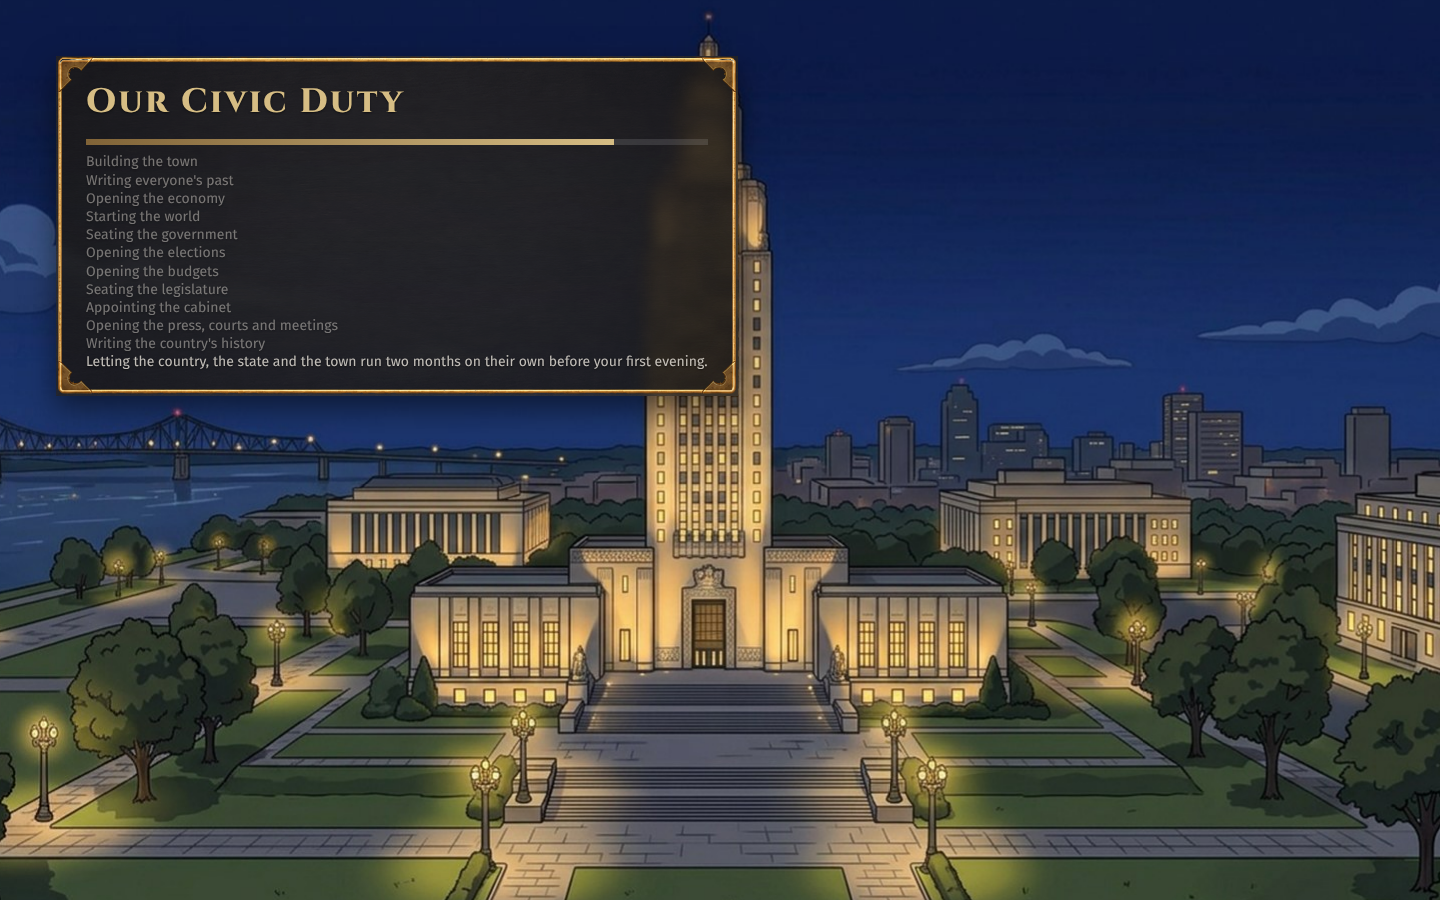 Our Civic Duty
Building the town
Writing everyone's past
Opening the economy
Starting the world
Seating the government
Opening the elections
Opening the budgets
Seating the legislature
Appointing the cabinet
Opening the press, courts and meetings
Writing the country's history
Letting the country, the state and the town run two months on their own before your first evening.